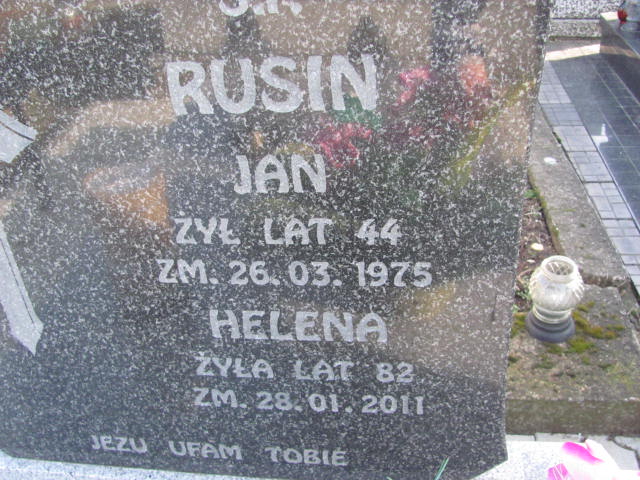 Ś.P.
RUSIN
JAN
ŻYŁ LAT 44
ZM. 26.03.1975
HELENA
ŻYŁA LAT 82
ZM. 28.01.2011
JEZU UFAM TOBIE